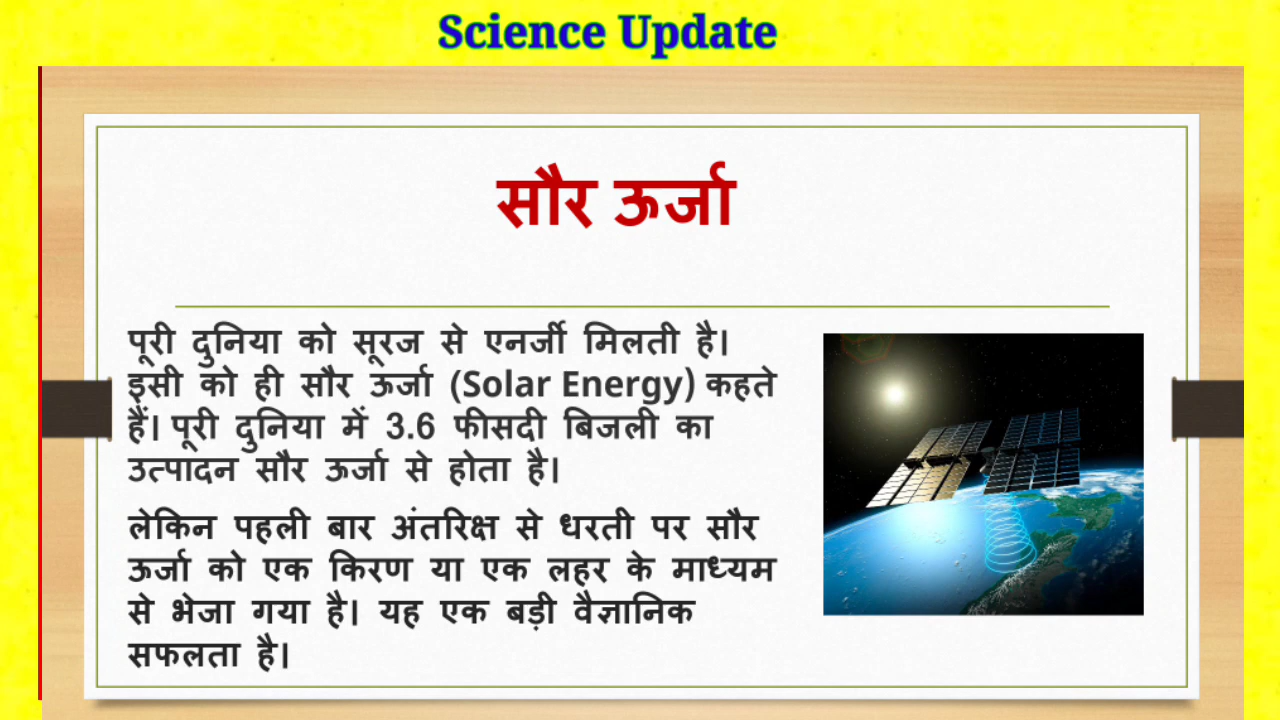 Science Update
सौर ऊर्जा
पूरी दुनिया को सूरज से एनर्जी मिलती है।
इसी को ही सौर ऊर्जा (Solar Energy) कहते
हैं। पूरी दुनिया में 3.6 फीसदी बिजली का
उत्पादन सौर ऊर्जा से होता है।
लेकिन पहली बार अंतरिक्ष से धरती पर सौर
ऊर्जा को एक किरण या एक लहर के माध्यम
से भेजा गया है। यह एक बड़ी वैज्ञानिक
सफलता है।